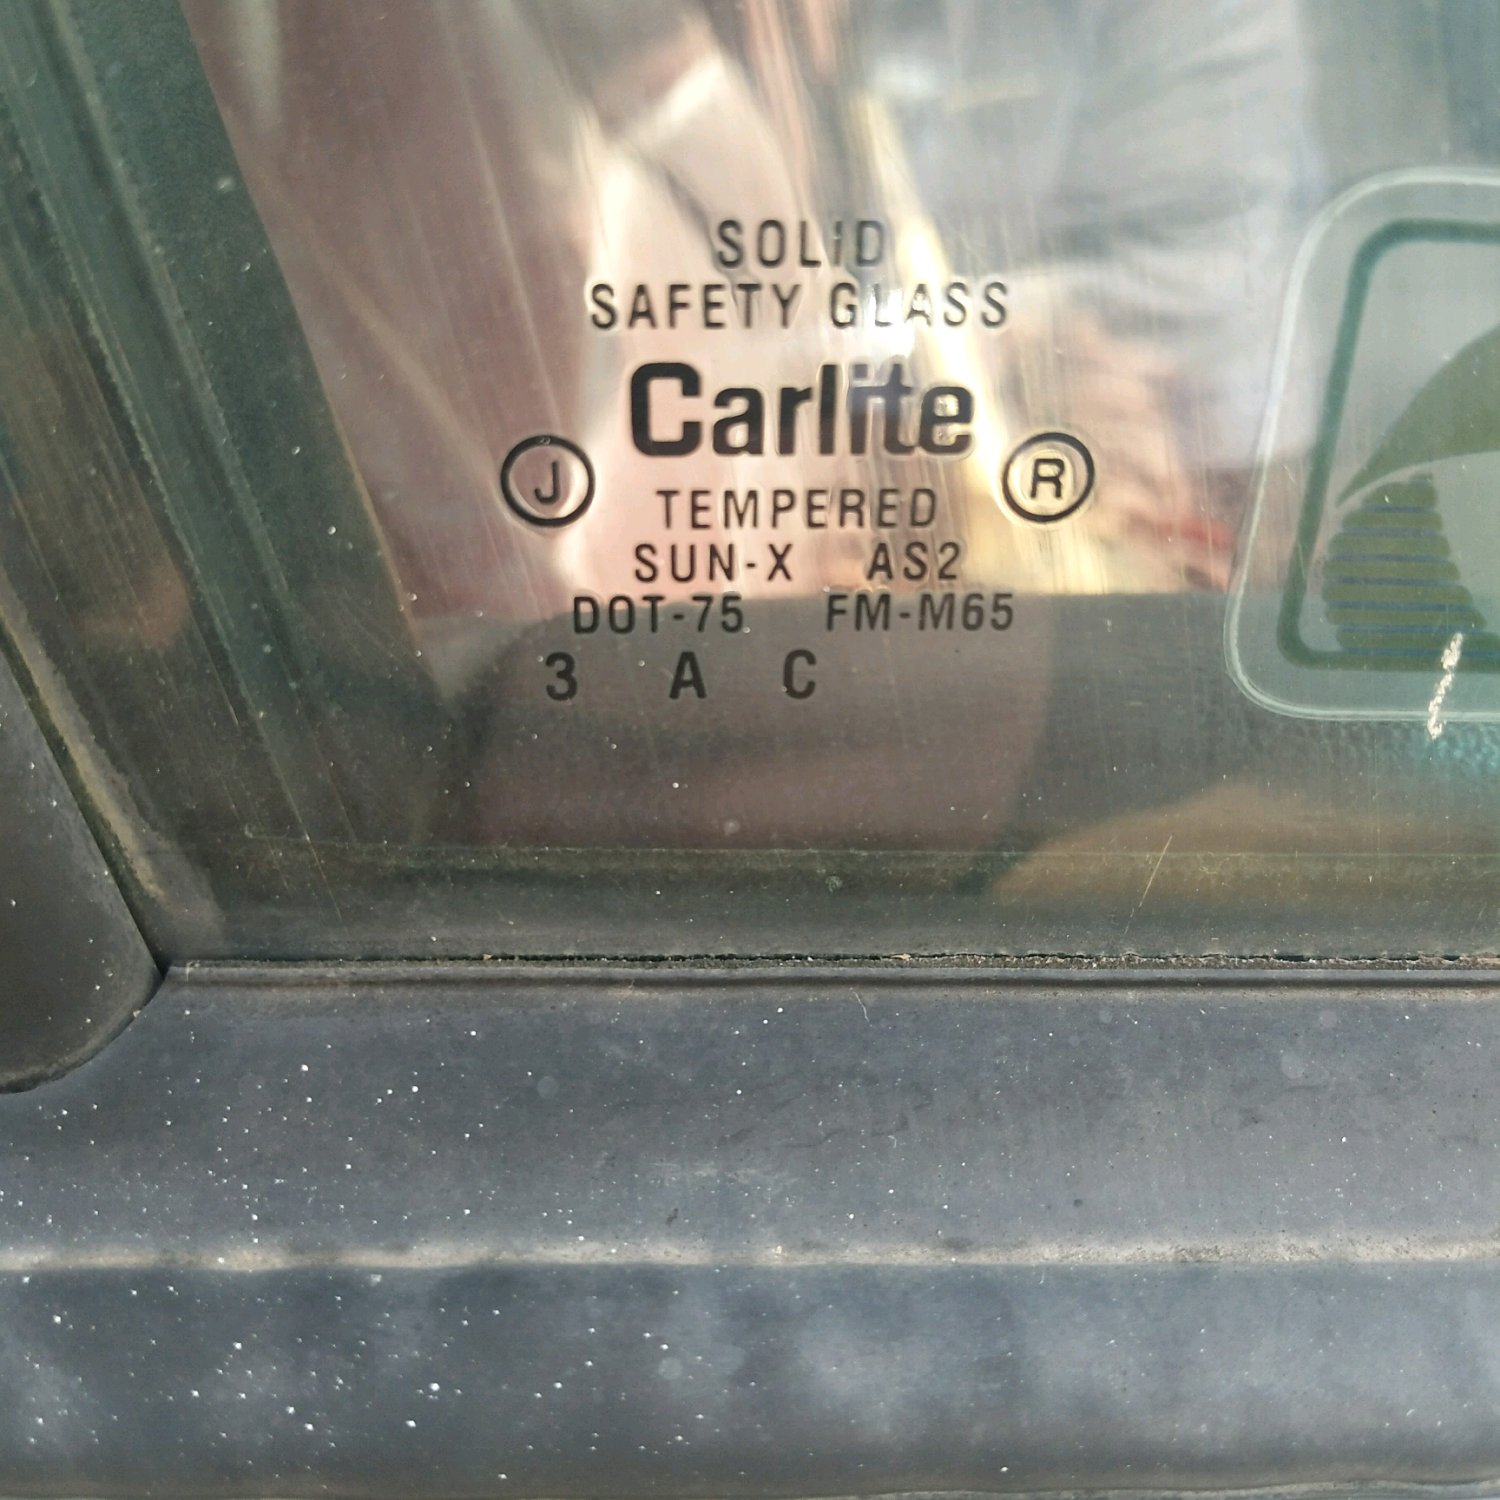 SOLID
SAFETY GLASS
Carlite
J R
TEMPERED
SUN-X AS2
DOT-75 FM-M65
3 A C